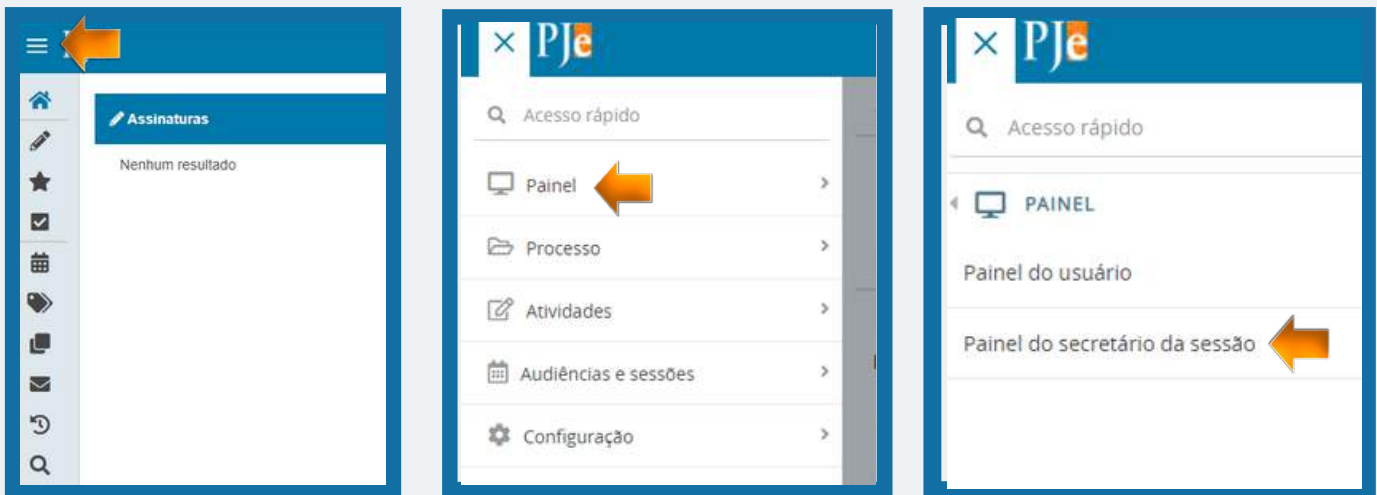 Assinaturas
Nenhum resultado
PJe
Acesso rápido
Painel
Processo
Atividades
Audiências e sessões
Configuração
PJe
Acesso rápido
PAINEL
Painel do usuário
Painel do secretário da sessão